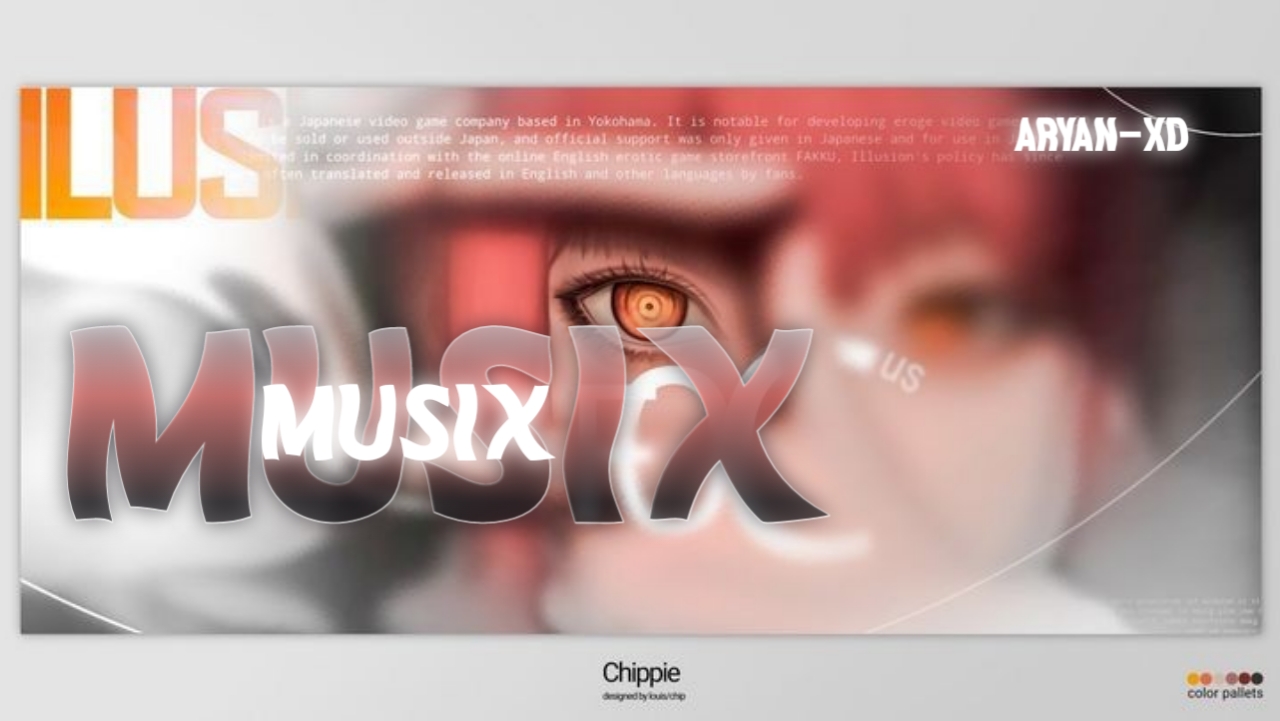 ILUS
a Japanese video game company based in Yokohama. It is notable for developing eroge video
ARYAN-XD
be sold or used outside Japan, and official support was only given in Japanese and for use in
in coordination with the online English erotic game storefront FAKKU, Illusion's policy has since
often translated and released in English and other languages by fans.
US
MUSIX
MUSIX
Chippie
designed by louis/chip
color pallets